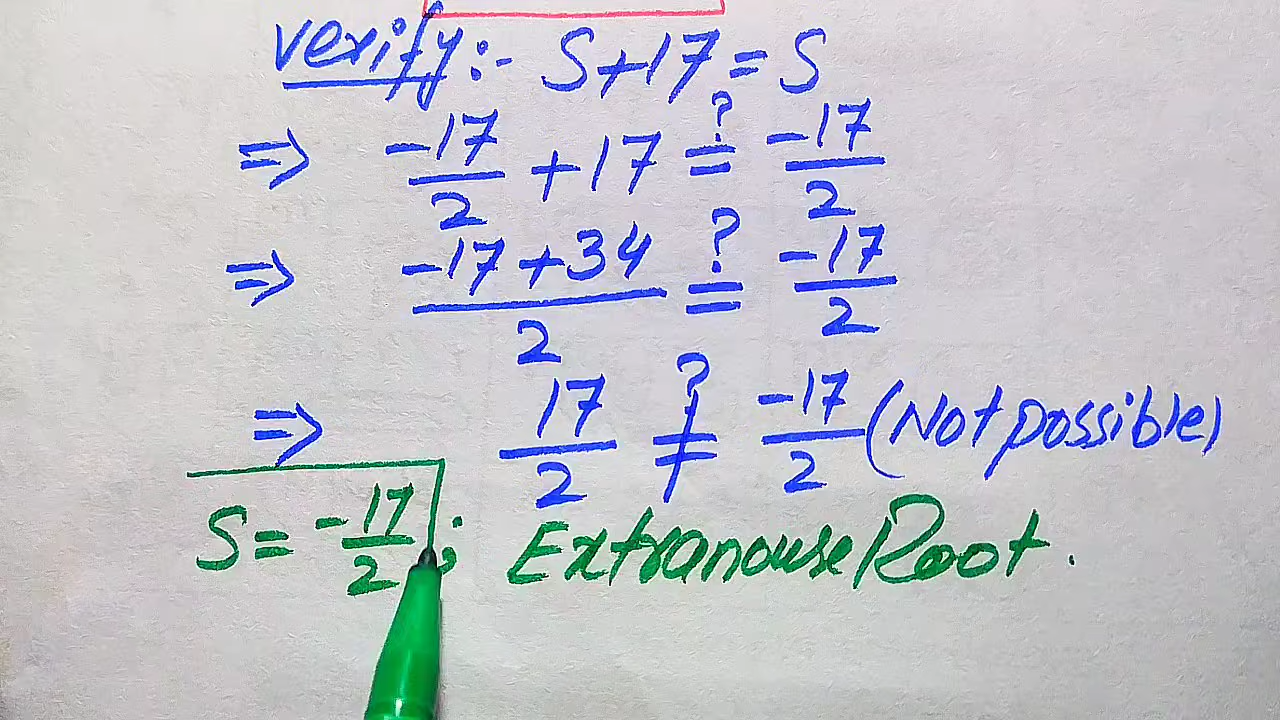 verify:- S+17=S
=> -17/2 +17 ?= -17/2
=> -17+34/2 ?= -17/2
=> 17/2 ?≠ -17/2 (Not possible)
S= -17/2 ; Extranouse Root.